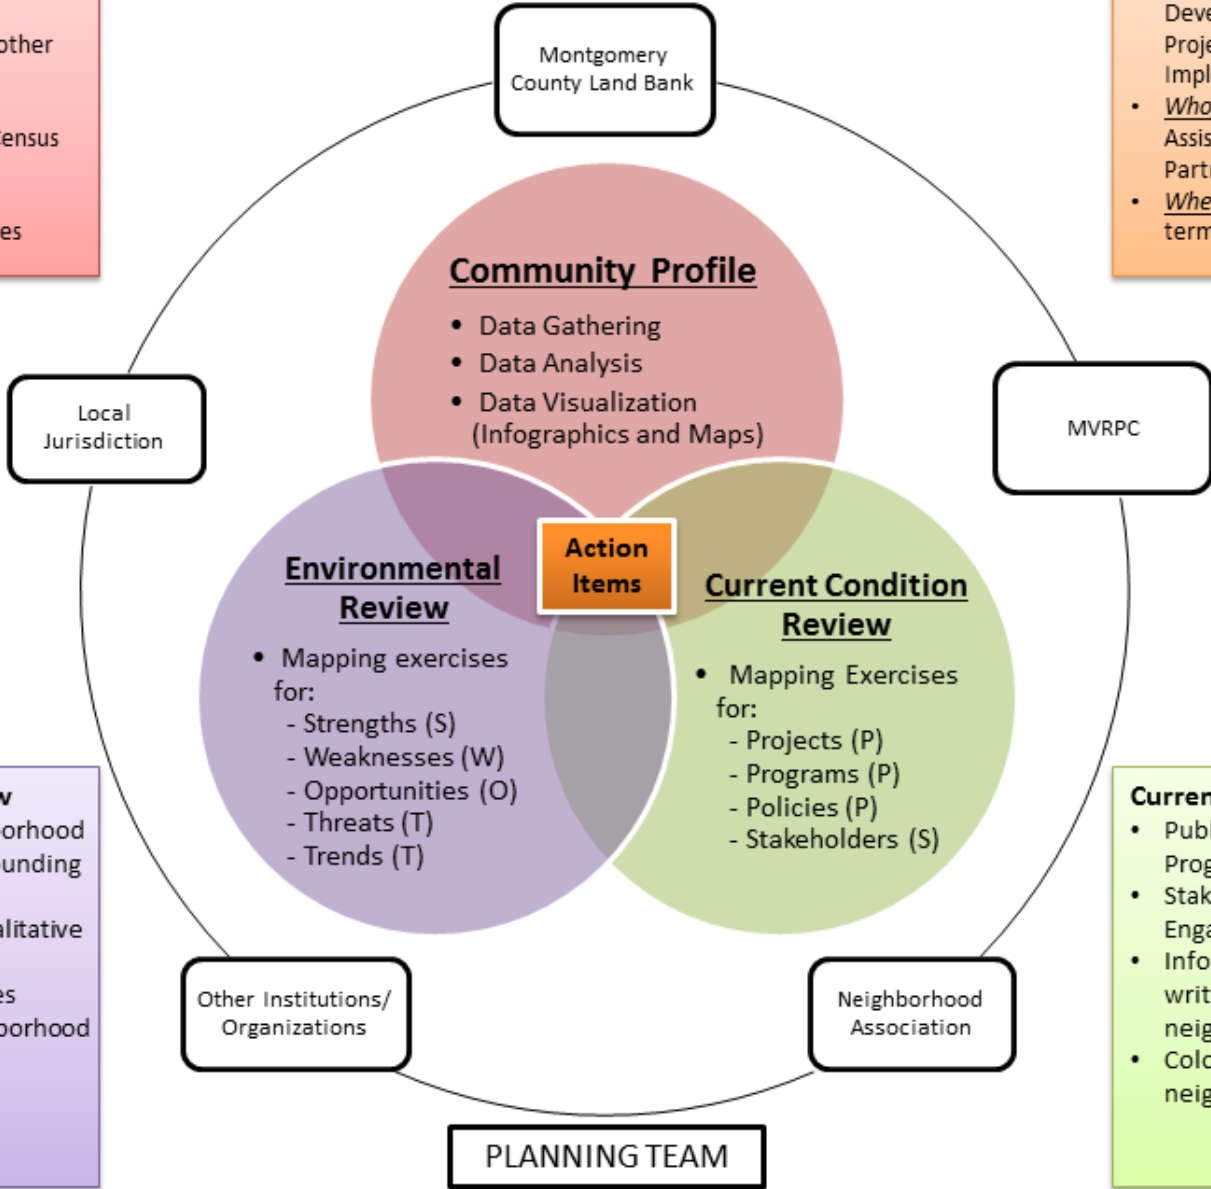 other
Census
es
Montgomery
County Land Bank
Deve
Proje
Impl
• Who
Assis
Part
• Whe
term
Community Profile
• Data Gathering
• Data Analysis
• Data Visualization
(Infographics and Maps)
Local
Jurisdiction
MVRPC
Action
Items
Environmental
Review
• Mapping exercises
for:
- Strengths (S)
- Weaknesses (W)
- Opportunities (O)
- Threats (T)
- Trends (T)
Current Condition
Review
• Mapping Exercises
for:
- Projects (P)
- Programs (P)
- Policies (P)
- Stakeholders (S)
w
orhood
ounding
alitative
es
borhood
Curren
• Publ
Prog
• Stak
Enga
• Info
writ
neig
• Colo
neig
Other Institutions/
Organizations
Neighborhood
Association
PLANNING TEAM